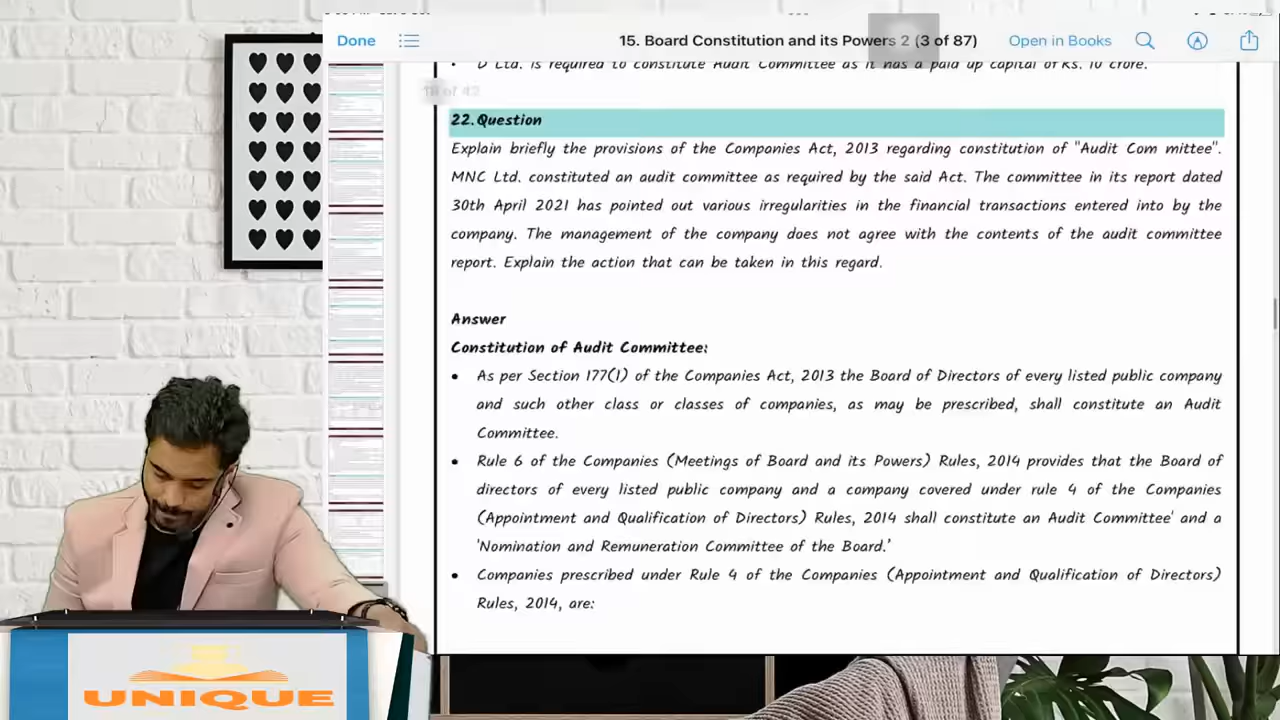 Done
15. Board Constitution and its Powers 2 (3 of 87)
Open in Books
D Ltd. is required to constitute Audit Committee as it has a paid up capital of Rs. 10 crore.
18 of 43
22.Question
Explain briefly the provisions of the Companies Act, 2013 regarding constitution of "Audit Com mittee".
MNC Ltd. constituted an audit committee as required by the said Act. The committee in its report dated
30th April 2021 has pointed out various irregularities in the financial transactions entered into by the
company. The management of the company does not agree with the contents of the audit committee
report. Explain the action that can be taken in this regard.
Answer
Constitution of Audit Committee:
• As per Section 177(1) of the Companies Act, 2013 the Board of Directors of every listed public company
and such other class or classes of companies, as may be prescribed, shall constitute an Audit
Committee.
• Rule 6 of the Companies (Meetings of Board and its Powers) Rules, 2014 provides that the Board of
directors of every listed public company and a company covered under rule 4 of the Companies
(Appointment and Qualification of Directors) Rules, 2014 shall constitute an Audit Committee' and a
'Nomination and Remuneration Committee of the Board.'
• Companies prescribed under Rule 4 of the Companies (Appointment and Qualification of Directors)
Rules, 2014, are:
UNIQUE